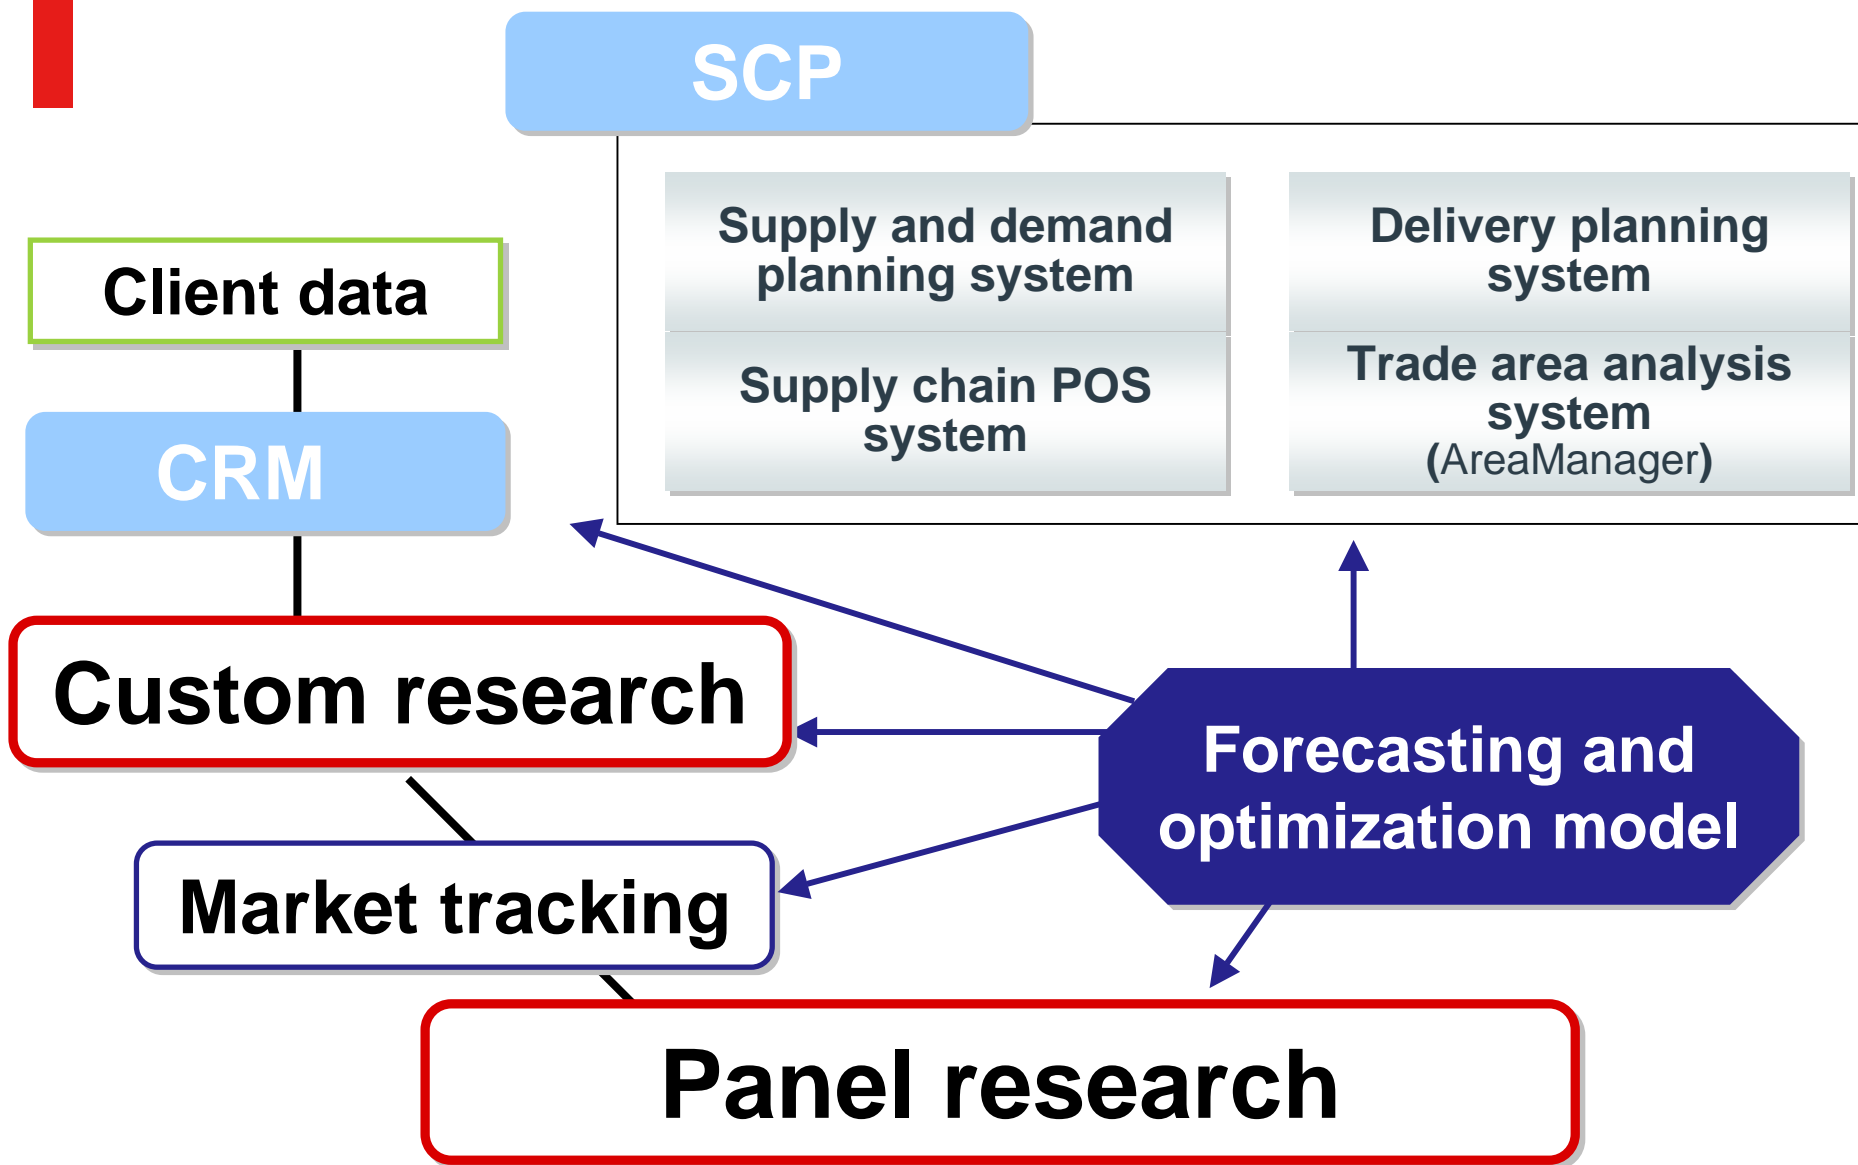 SCP
Supply and demand
planning system
Delivery planning
system
Client data
Supply chain POS
system
Trade area analysis
system
(AreaManager)
CRM
Custom research
Forecasting and
optimization model
Market tracking
Panel research